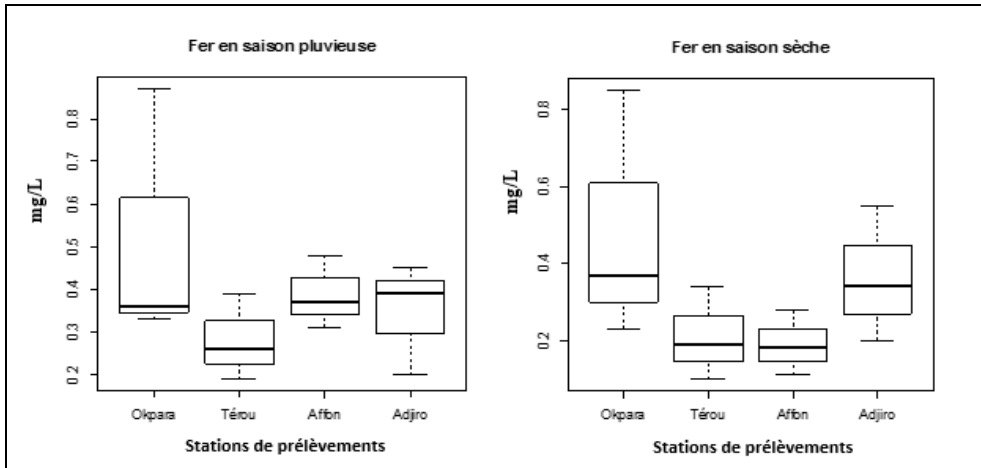 Fer en saison pluvieuse
mg/L
0.8
0.7
0.6
0.5
0.4
0.3
0.2
Okpara Térou Affon Adjiro
Stations de prélèvements
Fer en saison sèche
mg/L
0.8
0.6
0.4
0.2
Okpara Térou Affon Adjiro
Stations de prélèvements